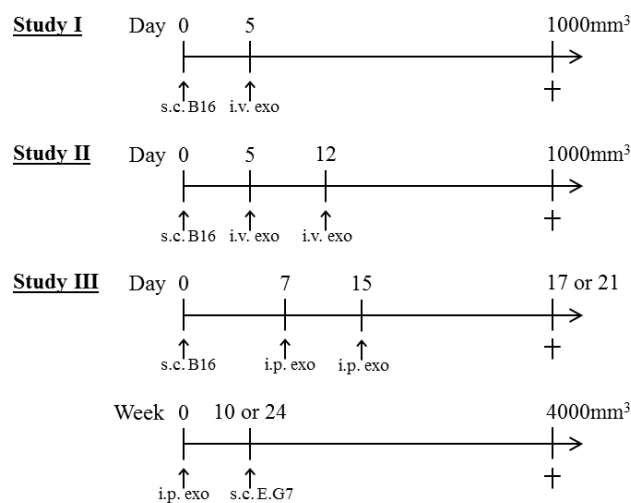 Study I Day 0 5 1000mm³
s.c. B16 i.v. exo
Study II Day 0 5 12 1000mm³
s.c. B16 i.v. exo i.v. exo
Study III Day 0 7 15 17 or 21
s.c. B16 i.p. exo i.p. exo
Week 0 10 or 24 4000mm³
i.p. exo s.c. E.G7